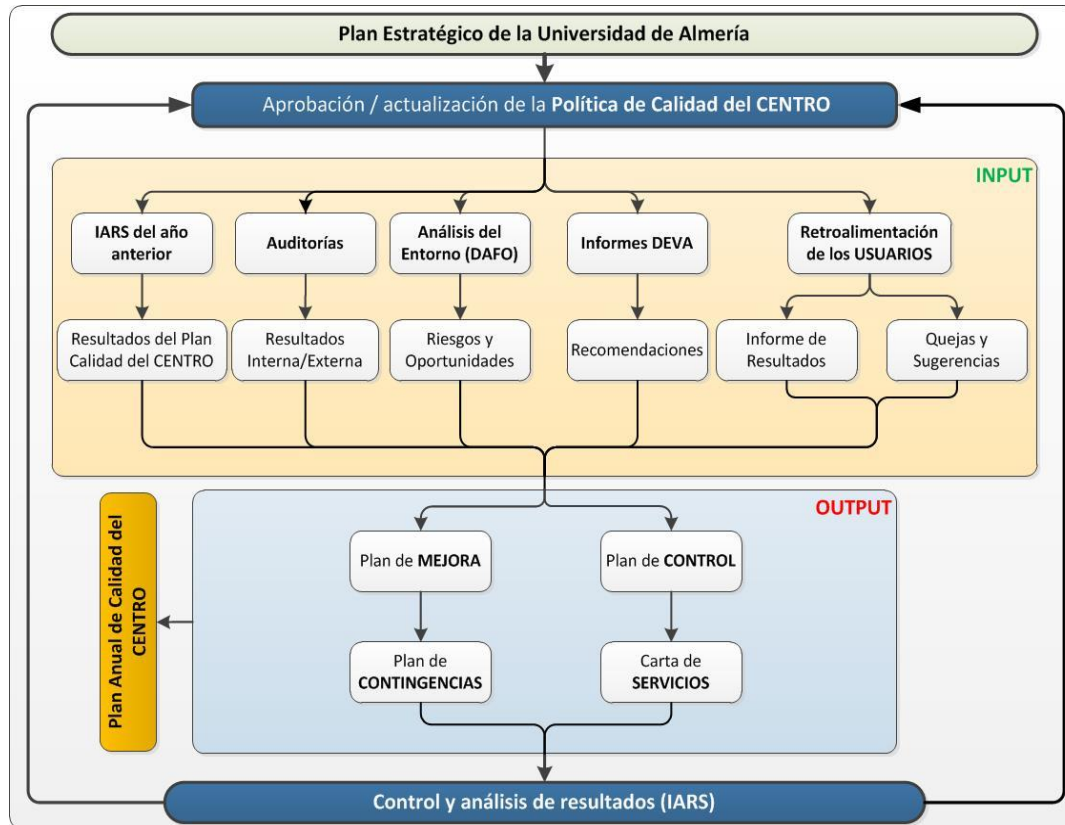 Plan Estratégico de la Universidad de Almería
Aprobación / actualización de la Política de Calidad del CENTRO
INPUT
IARS del año
anterior
Auditorías
Análisis del
Entorno (DAFO)
Informes DEVA
Retroalimentación
de los USUARIOS
Resultados del Plan
Calidad del CENTRO
Resultados
Interna/Externa
Riesgos y
Oportunidades
Recomendaciones
Informe de
Resultados
Quejas y
Sugerencias
OUTPUT
Plan Anual de Calidad del
CENTRO
Plan de MEJORA
Plan de CONTROL
Plan de
CONTINGENCIAS
Carta de
SERVICIOS
Control y análisis de resultados (IARS)